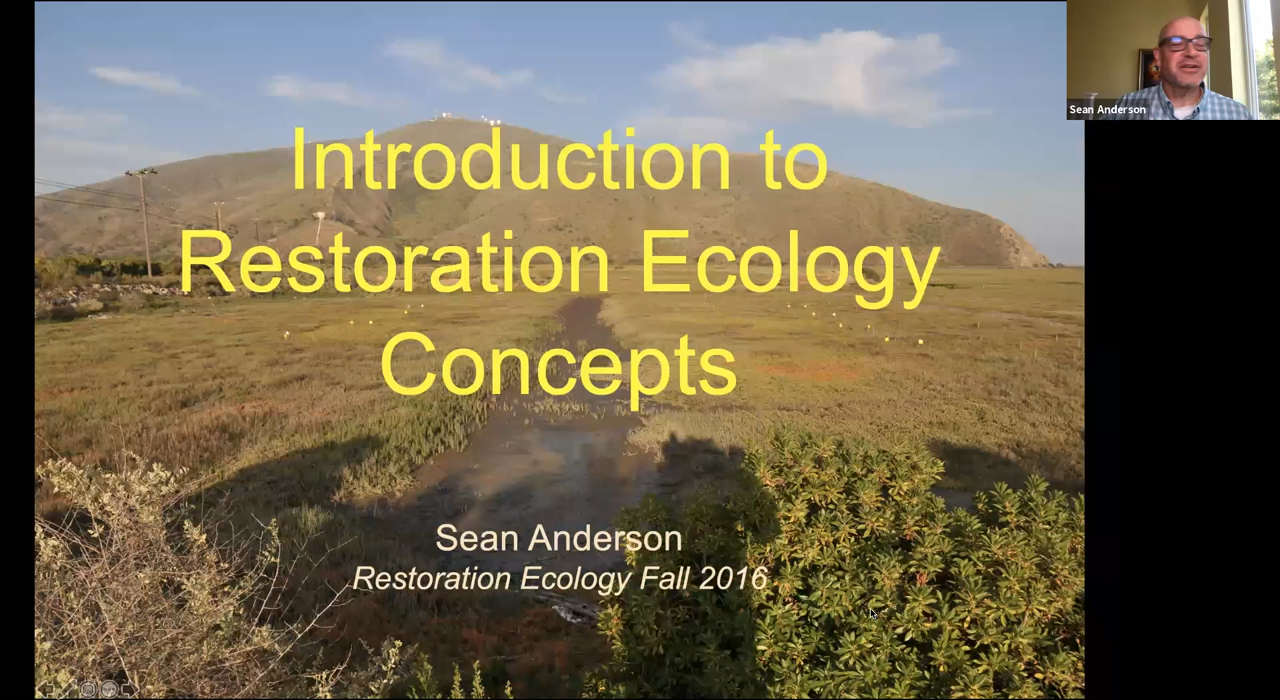 Introduction to
Restoration Ecology
Concepts
Sean Anderson
Restoration Ecology Fall 2016
Sean Anderson